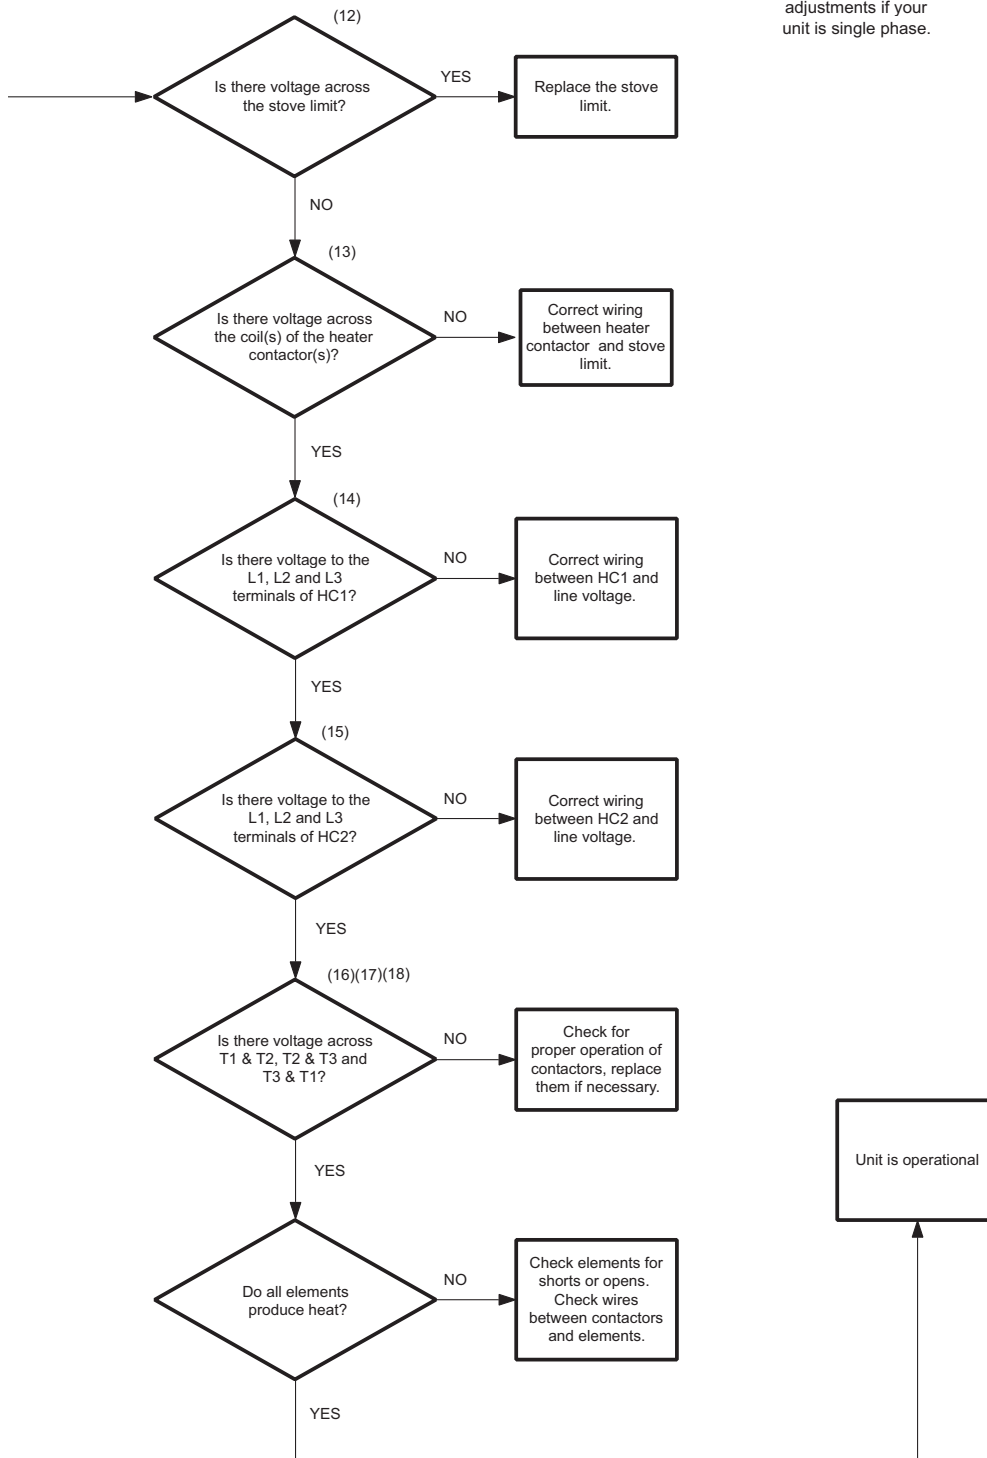 adjustments if your
unit is single phase.
(12)
Is there voltage across
the stove limit?
YES
Replace the stove
limit.
NO
(13)
Is there voltage across
the coil(s) of the heater
contactor(s)?
NO
Correct wiring
between heater
contactor and stove
limit.
YES
(14)
Is there voltage to the
L1, L2 and L3
terminals of HC1?
NO
Correct wiring
between HC1 and
line voltage.
YES
(15)
Is there voltage to the
L1, L2 and L3
terminals of HC2?
NO
Correct wiring
between HC2 and
line voltage.
YES
(16)(17)(18)
Is there voltage across
T1 & T2, T2 & T3 and
T3 & T1?
NO
Check for
proper operation of
contactors, replace
them if necessary.
YES
Unit is operational
Do all elements
produce heat?
NO
Check elements for
shorts or opens.
Check wires
between contactors
and elements.
YES